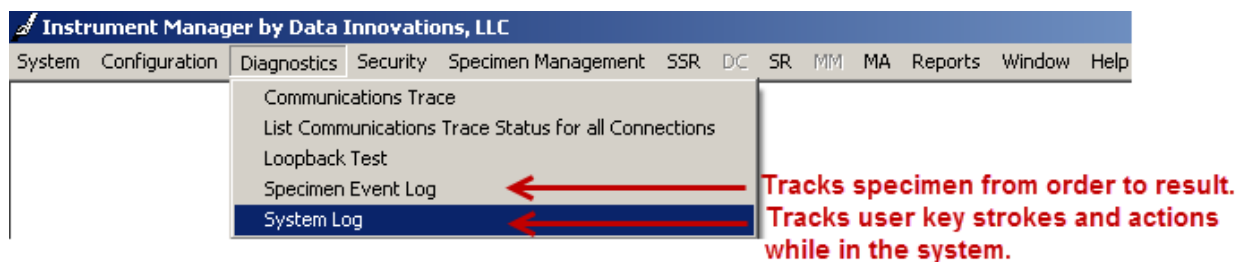 Instrument Manager by Data Innovations, LLC
System Configuration Diagnostics Security Specimen Management SSR DC SR MM MA Reports Window Help
Communications Trace
List Communications Trace Status for all Connections
Loopback Test
Specimen Event Log
Tracks specimen from order to result.
System Log
Tracks user key strokes and actions
while in the system.